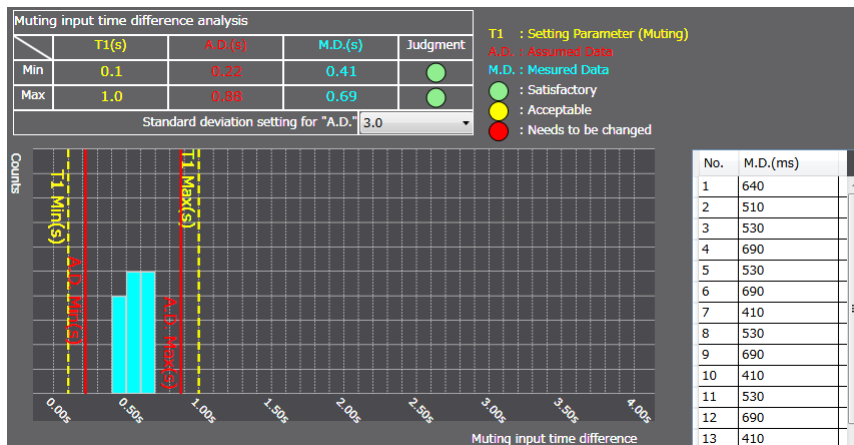 Muting input time difference analysis
T1(s) A.D.(s) M.D.(s) Judgment
Min 0.1 0.22 0.41
Max 1.0 0.88 0.69
Standard deviation setting for "A.D." 3.0
T1 : Setting Parameter (Muting)
A.D. : Assumed Data
M.D. : Mesured Data
: Satisfactory
: Acceptable
: Needs to be changed
Counts
T1 Min(s)
A.D. Min(s)
T1 Max(s)
A.D. Max(s)
0.00s 0.50s 1.00s 1.50s 2.00s 2.50s 3.00s 3.50s 4.00s
Muting input time difference
No. M.D.(ms)
1 640
2 510
3 530
4 690
5 530
6 690
7 410
8 530
9 690
10 410
11 530
12 690
13 410